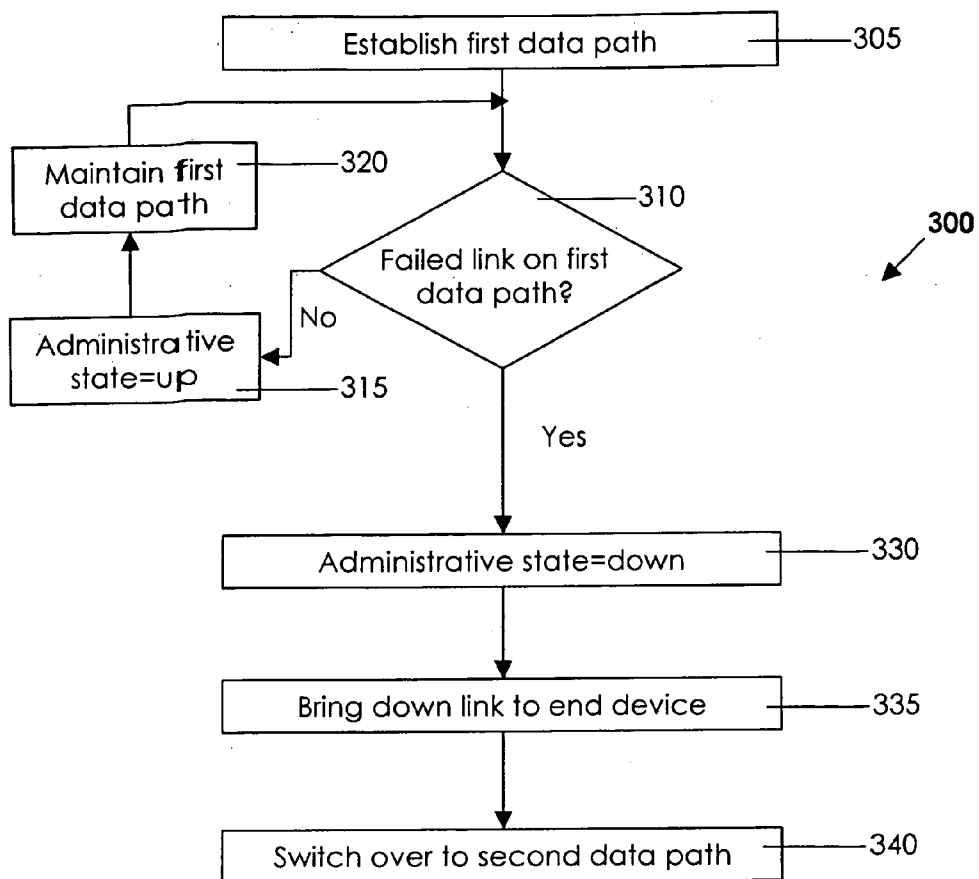 Establish first data path
305
Maintain first
data path
320
310
300
Failed link on first
data path?
No
Administrative
state=up
315
Yes
Administrative state=down
330
Bring down link to end device
335
Switch over to second data path
340